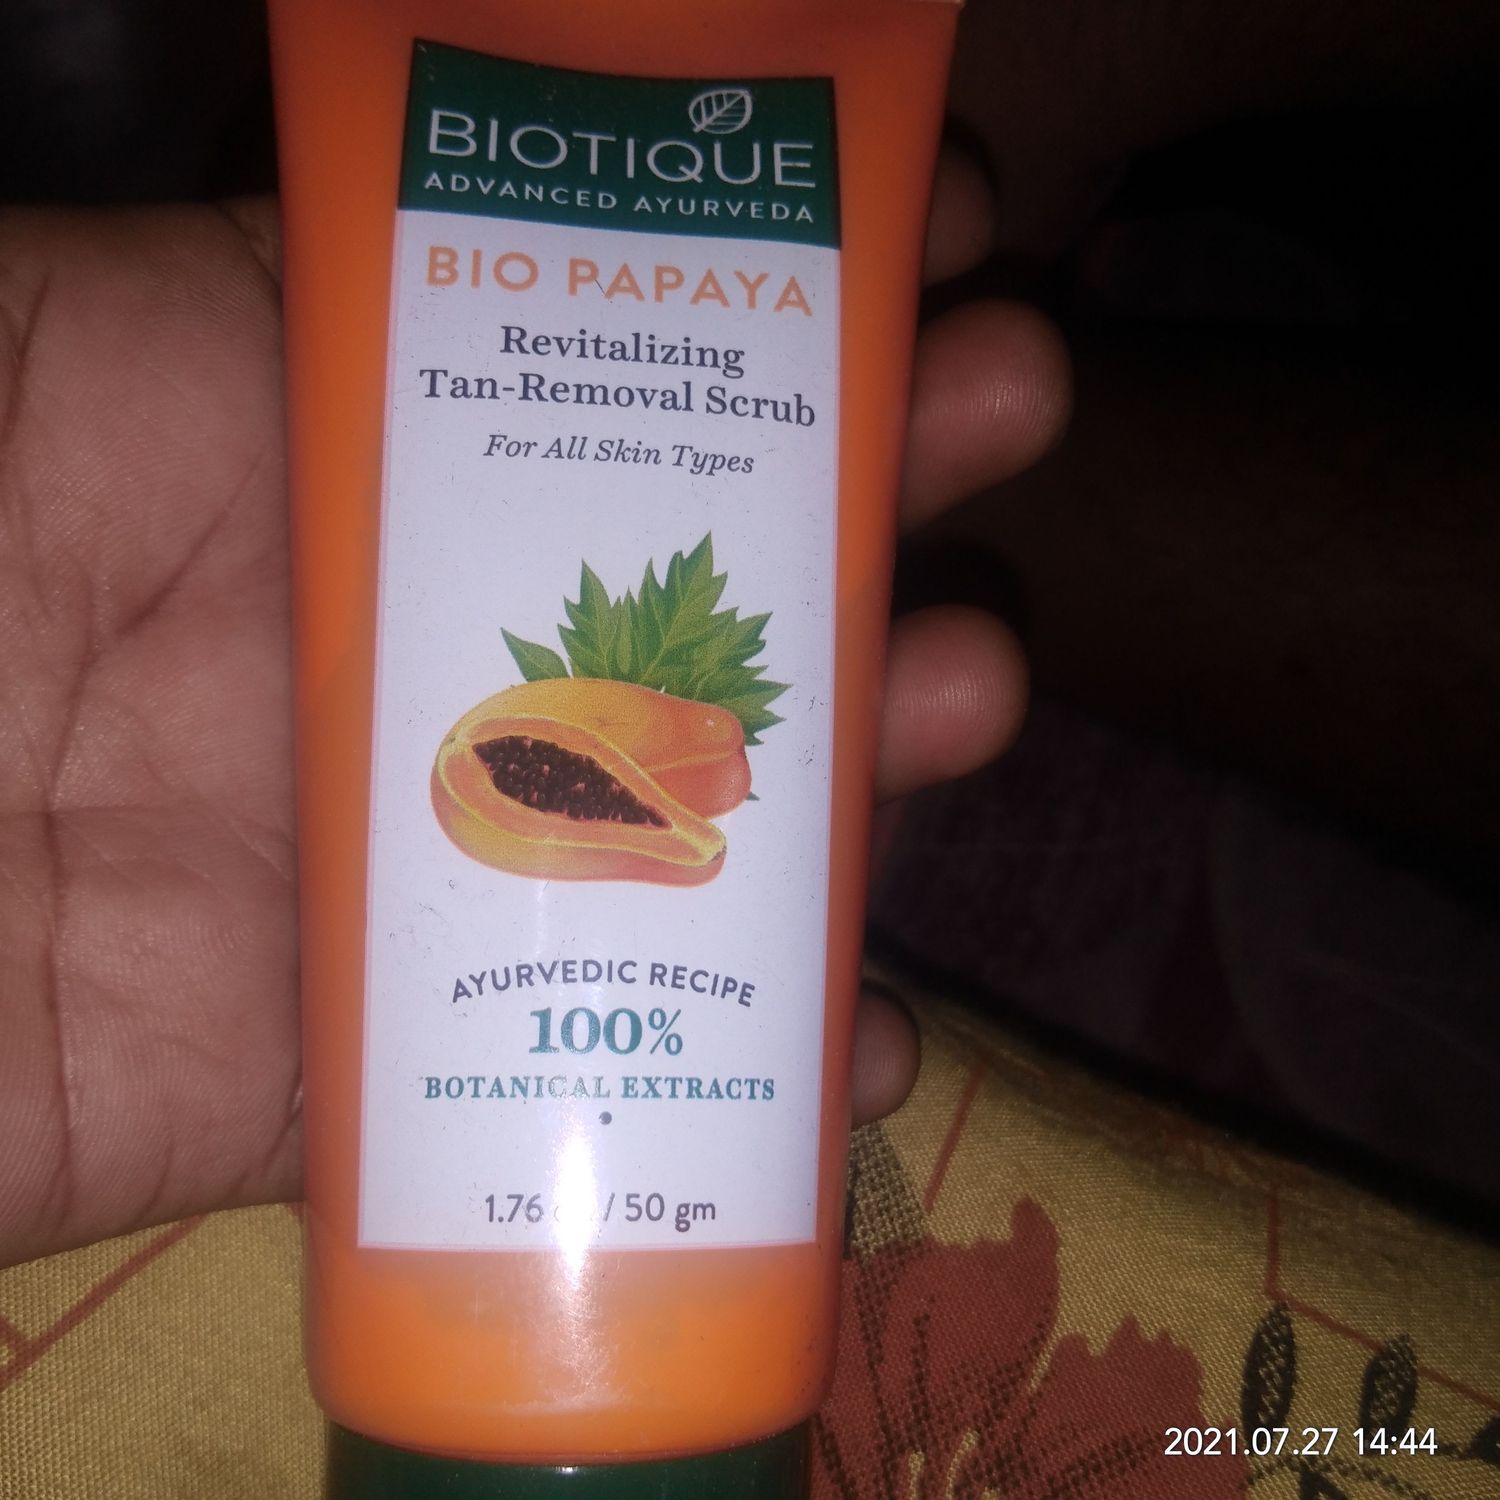 BIOTIQUE
ADVANCED AYURVEDA
BIO PAPAYA
Revitalizing
Tan-Removal Scrub
For All Skin Types
AYURVEDIC RECIPE
100%
BOTANICAL EXTRACTS
1.76 / 50 gm
2021.07.27 14:44